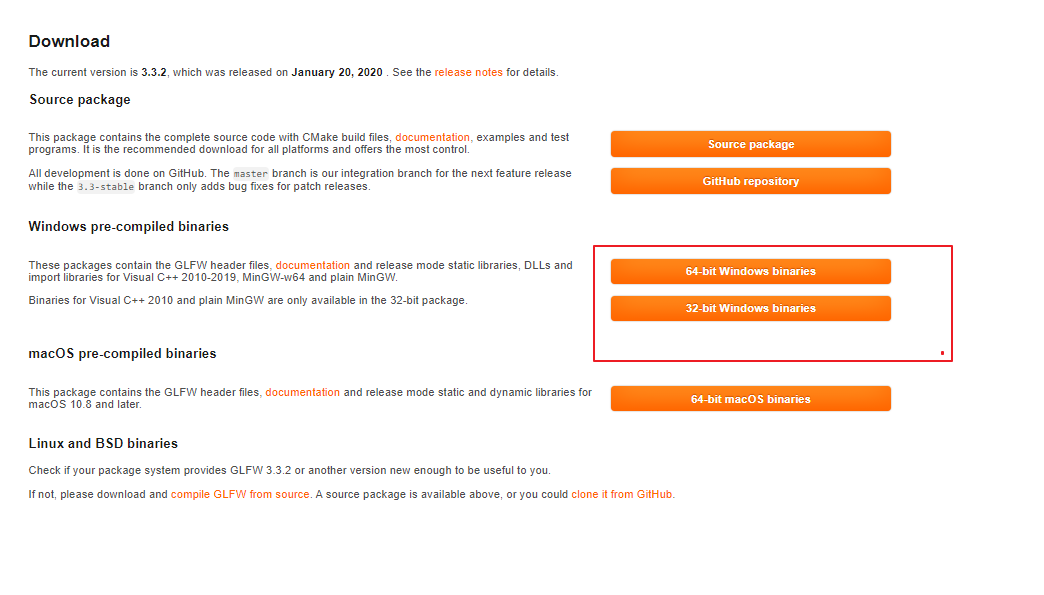 Download
The current version is 3.3.2, which was released on January 20, 2020 . See the release notes for details.
Source package
This package contains the complete source code with CMake build files, documentation, examples and test
programs. It is the recommended download for all platforms and offers the most control.
Source package
All development is done on GitHub. The master branch is our integration branch for the next feature release
while the 3.3-stable branch only adds bug fixes for patch releases.
GitHub repository
Windows pre-compiled binaries
These packages contain the GLFW header files, documentation and release mode static libraries, DLLs and
import libraries for Visual C++ 2010-2019, MinGW-w64 and plain MinGW.
64-bit Windows binaries
Binaries for Visual C++ 2010 and plain MinGW are only available in the 32-bit package.
32-bit Windows binaries
macOS pre-compiled binaries
This package contains the GLFW header files, documentation and release mode static and dynamic libraries for
macOS 10.8 and later.
64-bit macOS binaries
Linux and BSD binaries
Check if your package system provides GLFW 3.3.2 or another version new enough to be useful to you.
If not, please download and compile GLFW from source. A source package is available above, or you could clone it from GitHub.